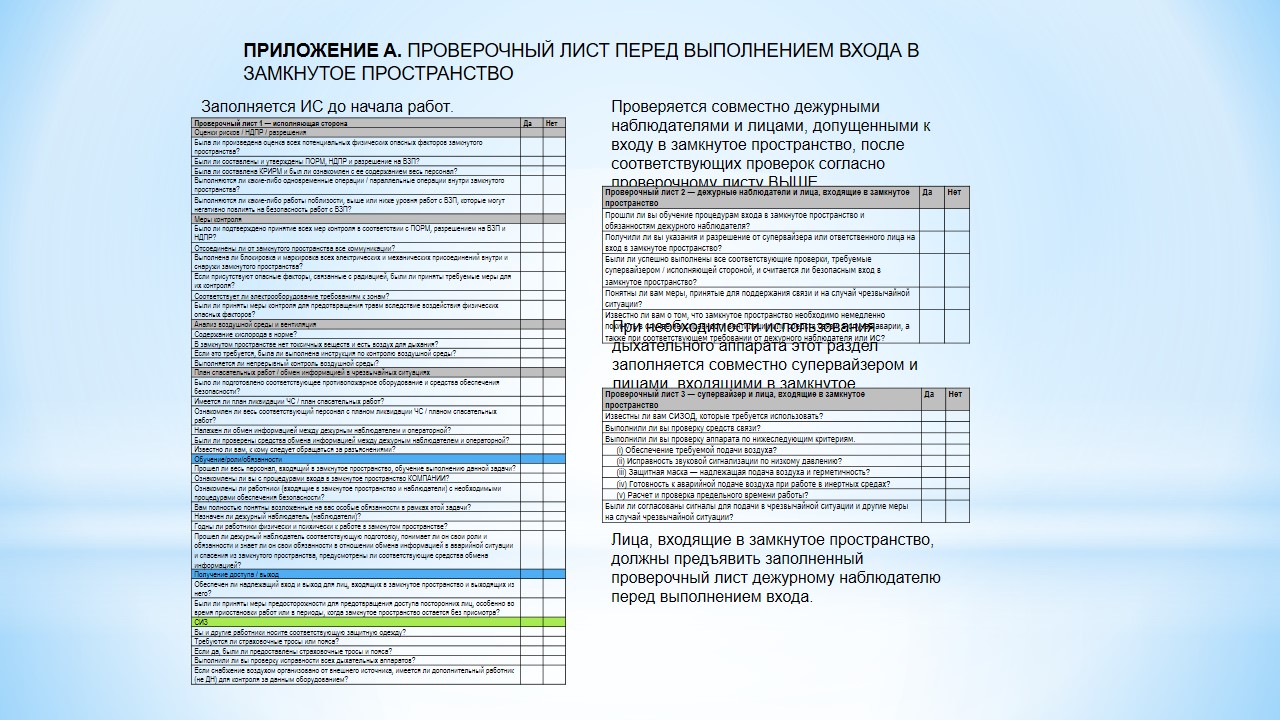 ПРИЛОЖЕНИЕ А. ПРОВЕРОЧНЫЙ ЛИСТ ПЕРЕД ВЫПОЛНЕНИЕМ ВХОДА В
ЗАМКНУТОЕ ПРОСТРАНСТВО
Заполняется ИС до начала работ.
Проверочный лист 1 — исполняющая сторона Да Нет
Оценки рисков / НДПР / разрешения
Была ли произведена оценка всех потенциальных физических опасных факторов замкнутого
пространства?
Были ли составлены и утверждены ПОРМ, НДПР и разрешение на ВЗП?
Была ли составлена КРИРМ и был ли ознакомлен с ее содержанием весь персонал?
Выполняются ли какие-либо одновременные операции / параллельные операции внутри замкнутого
пространства?
Выполняются ли какие-либо работы поблизости, выше или ниже уровня работ с ВЗП, которые могут
негативно повлиять на безопасность работ с ВЗП?
Меры контроля
Было ли подтверждено принятие всех мер контроля в соответствии с ПОРМ, разрешением на ВЗП и
НДПР?
Отсоединены ли от замкнутого пространства все коммуникации?
Выполнена ли блокировка и маркировка всех электрических и механических присоединений внутри и
снаружи замкнутого пространства?
Если присутствуют опасные факторы, связанные с радиацией, были ли приняты требуемые меры для
их контроля?
Соответствует ли электрооборудование требованиям к зонам?
Были ли приняты меры контроля для предотвращения травм вследствие воздействия физических
опасных факторов?
Анализ воздушной среды и вентиляция
Содержание кислорода в норме?
В замкнутом пространстве нет токсичных веществ и есть воздух для дыхания?
Если это требуется, была ли выполнена инструкция по контролю воздушной среды?
Выполняется ли непрерывный контроль воздушной среды?
План спасательных работ / обмен информацией в чрезвычайных ситуациях
Было ли подготовлено соответствующее противопожарное оборудование и средства обеспечения
безопасности?
Имеется ли план ликвидации ЧС / план спасательных работ?
Ознакомлен ли весь соответствующий персонал с планом ликвидации ЧС / планом спасательных
работ?
Налажен ли обмен информацией между дежурным наблюдателем и операторной?
Были ли проверены средства обмена информацией между дежурным наблюдателем и операторной?
Известно ли вам, к кому следует обращаться за разъяснениями?
Обучение/роли/обязанности
Прошел ли весь персонал, входящий в замкнутое пространство, обучение выполнению данной задачи?
Ознакомлены ли вы с процедурами входа в замкнутое пространство КОМПАНИИ?
Ознакомлены ли работники (входящие в замкнутое пространство и наблюдатели) с необходимыми
процедурами обеспечения безопасности?
Вам полностью понятны возложенные на вас особые обязанности в рамках этой задачи?
Назначен ли дежурный наблюдатель (наблюдатели)?
Годны ли работники физически и психически к работе в замкнутом пространстве?
Прошел ли дежурный наблюдатель соответствующую подготовку, понимает ли он свои роли и
обязанности и знает ли он свои обязанности в отношении обмена информацией в аварийной ситуации
и спасения из замкнутого пространства, предусмотрены ли соответствующие средства обмена
информацией?
Получение доступа / выход
Обеспечен ли надлежащий вход и выход для лиц, входящих в замкнутое пространство и выходящих из
него?
Были ли приняты меры предосторожности для предотвращения доступа посторонних лиц, особенно во
время приостановки работ или в периоды, когда замкнутое пространство остается без присмотра?
СИЗ
Вы и другие работники носите соответствующую защитную одежду?
Требуются ли страховочные тросы или пояса?
Если да, были ли предоставлены страховочные тросы и пояса?
Выполнили ли вы проверку исправности всех дыхательных аппаратов?
Если снабжение воздухом организовано от внешнего источника, имеется ли дополнительный работник
(не ДН) для контроля за данным оборудованием?
Проверяется совместно дежурными
наблюдателями и лицами, допущенными к
входу в замкнутое пространство, после
соответствующих проверок согласно
проверочному листу ВЫШЕ
Проверочный лист 2 — дежурные наблюдатели и лица, входящие в замкнутое
пространство Да Нет
Прошли ли вы обучение процедурам входа в замкнутое пространство и
обязанностям дежурного наблюдателя?
Получили ли вы указания и разрешение от супервайзера или ответственного лица на
вход в замкнутое пространство?
Были ли успешно выполнены все соответствующие проверки, требуемые
супервайзером / исполняющей стороной, и считается ли безопасным вход в
замкнутое пространство?
Понятны ли вам меры, принятые для поддержания связи и на случай чрезвычайной
ситуации?
Известно ли вам о том, что замкнутое пространство необходимо немедленно
аварии, а
также при соответствующем требовании от дежурного наблюдателя или ИС?
При необходимости использования
дыхательного аппарата этот раздел
заполняется совместно супервайзером и
лицами, входящими в замкнутое
Проверочный лист 3 — супервайзер и лица, входящие в замкнутое
пространство Да Нет
Известны ли вам СИЗОД, которые требуется использовать?
Выполнили ли вы проверку средств связи?
Выполнили ли вы проверку аппарата по нижеследующим критериям.
(i) Обеспечение требуемой подачи воздуха?
(ii) Исправность звуковой сигнализации по низкому давлению?
(iii) Защитная маска — надлежащая подача воздуха и герметичность?
(iv) Готовность к аварийной подаче воздуха при работе в инертных средах?
(v) Расчет и проверка предельного времени работы?
Были ли согласованы сигналы для подачи в чрезвычайной ситуации и другие меры
на случай чрезвычайной ситуации?
Лица, входящие в замкнутое пространство,
должны предъявить заполненный
проверочный лист дежурному наблюдателю
перед выполнением входа.